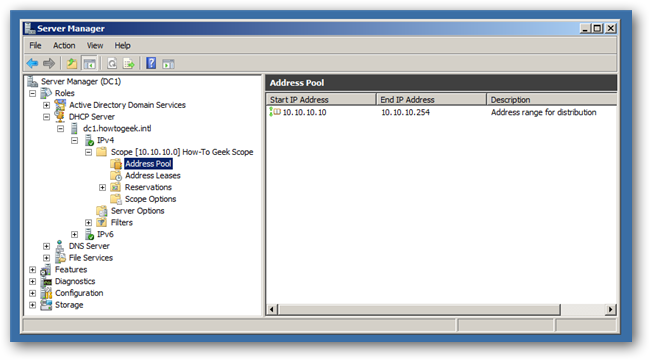 Server Manager
File Action View Help
Server Manager (DC1)
Roles
Active Directory Domain Services
DHCP Server
dc1.howtogeek.intl
IPv4
Scope [10.10.10.0] How-To Geek Scope
Address Pool
Address Leases
Reservations
Scope Options
Server Options
Filters
IPv6
DNS Server
File Services
Features
Diagnostics
Configuration
Storage
Address Pool
Start IP Address End IP Address Description
10.10.10.10 10.10.10.254 Address range for distribution